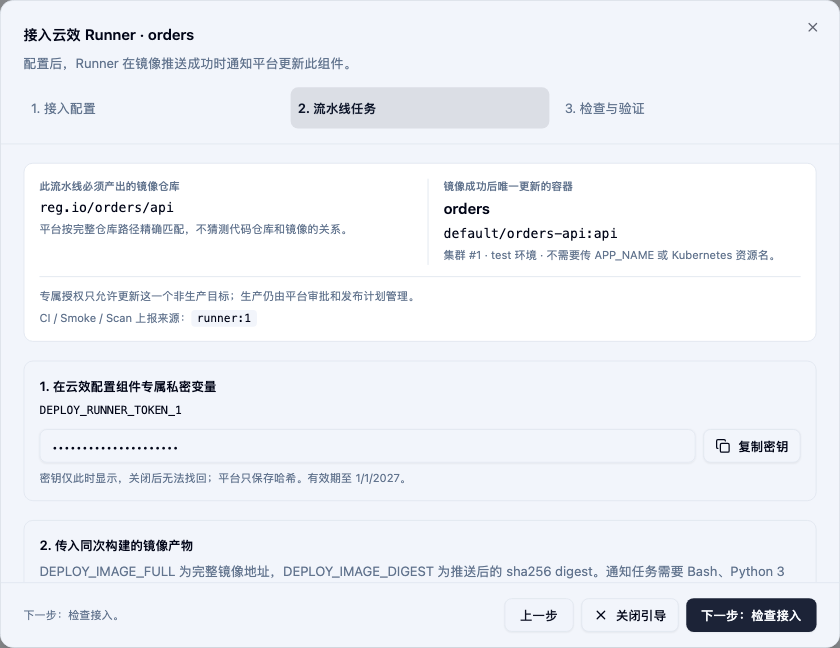 接入云效 Runner · orders
配置后，Runner 在镜像推送成功时通知平台更新此组件。
1. 接入配置
2. 流水线任务
3. 检查与验证
此流水线必须产出的镜像仓库
reg.io/orders/api
平台按完整仓库路径精确匹配，不猜测代码仓库和镜像的关系。
镜像成功后唯一更新的容器
orders
default/orders-api:api
集群 #1 · test 环境 · 不需要传 APP_NAME 或 Kubernetes 资源名。
专属授权只允许更新这一个非生产目标；生产仍由平台审批和发布计划管理。
CI / Smoke / Scan 上报来源： runner:1
1. 在云效配置组件专属私密变量
DEPLOY_RUNNER_TOKEN_1
•••••••••••••••••••••
复制密钥
密钥仅此时显示，关闭后无法找回；平台只保存哈希。有效期至 1/1/2027。
2. 传入同次构建的镜像产物
DEPLOY_IMAGE_FULL 为完整镜像地址，DEPLOY_IMAGE_DIGEST 为推送后的 sha256 digest。通知任务需要 Bash、Python 3
下一步：检查接入。
上一步
关闭引导
下一步：检查接入